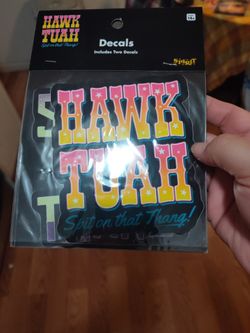 HAWK
TUAH
Spit on that Thang!
Decals
Includes Two Decals
HAWK
TUAH
Spit on that Thang!
S
T